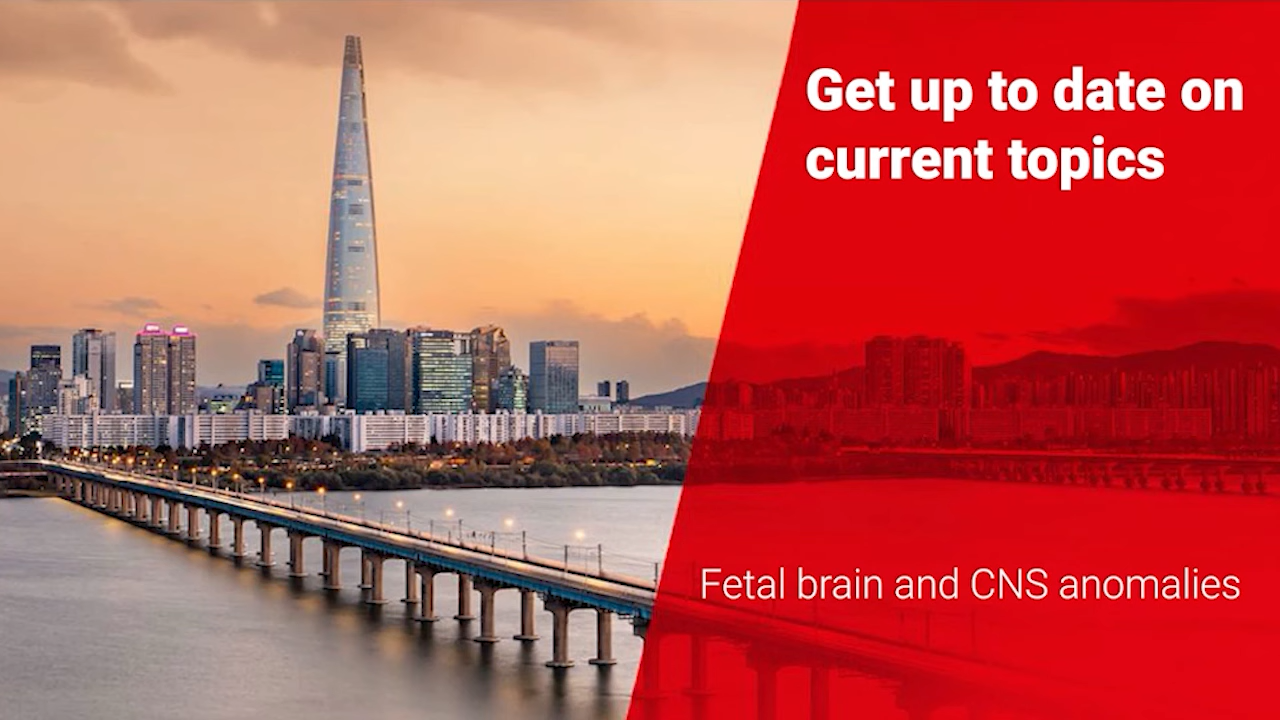 Get up to date on
current topics
Fetal brain and CNS anomalies